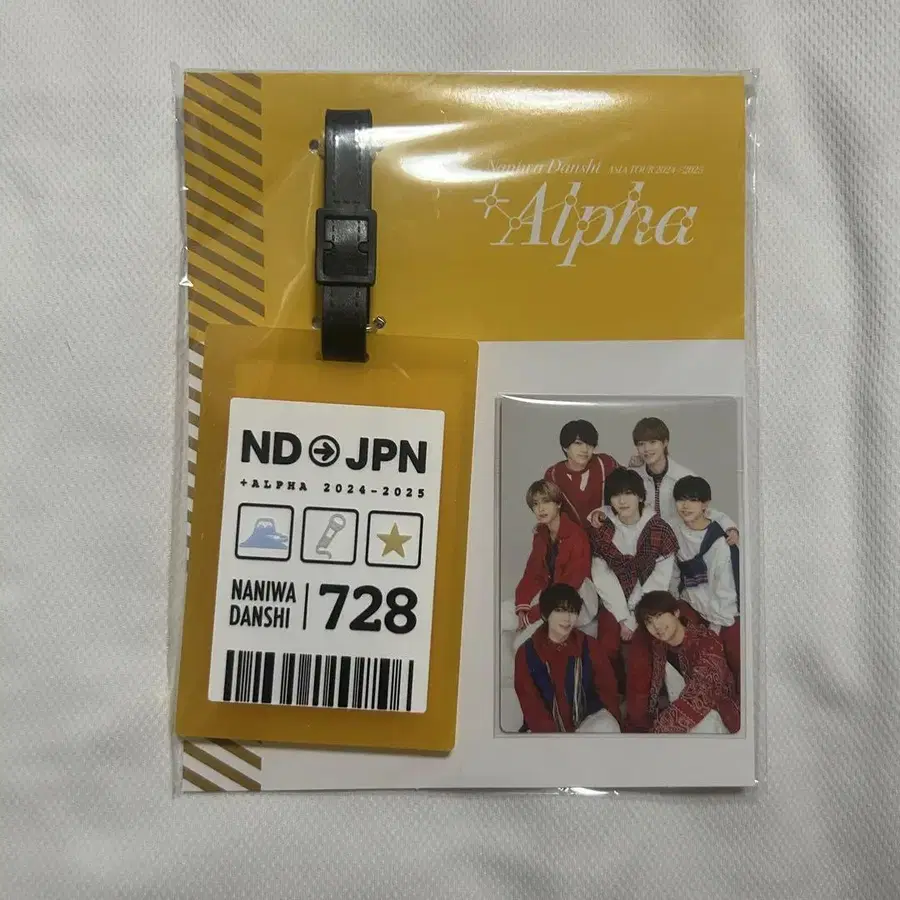 Naniwa Danshi ASIA TOUR 2024-2025
+Alpha
ND JPN
+ALPHA 2024-2025
NANIWA
DANSHI
728